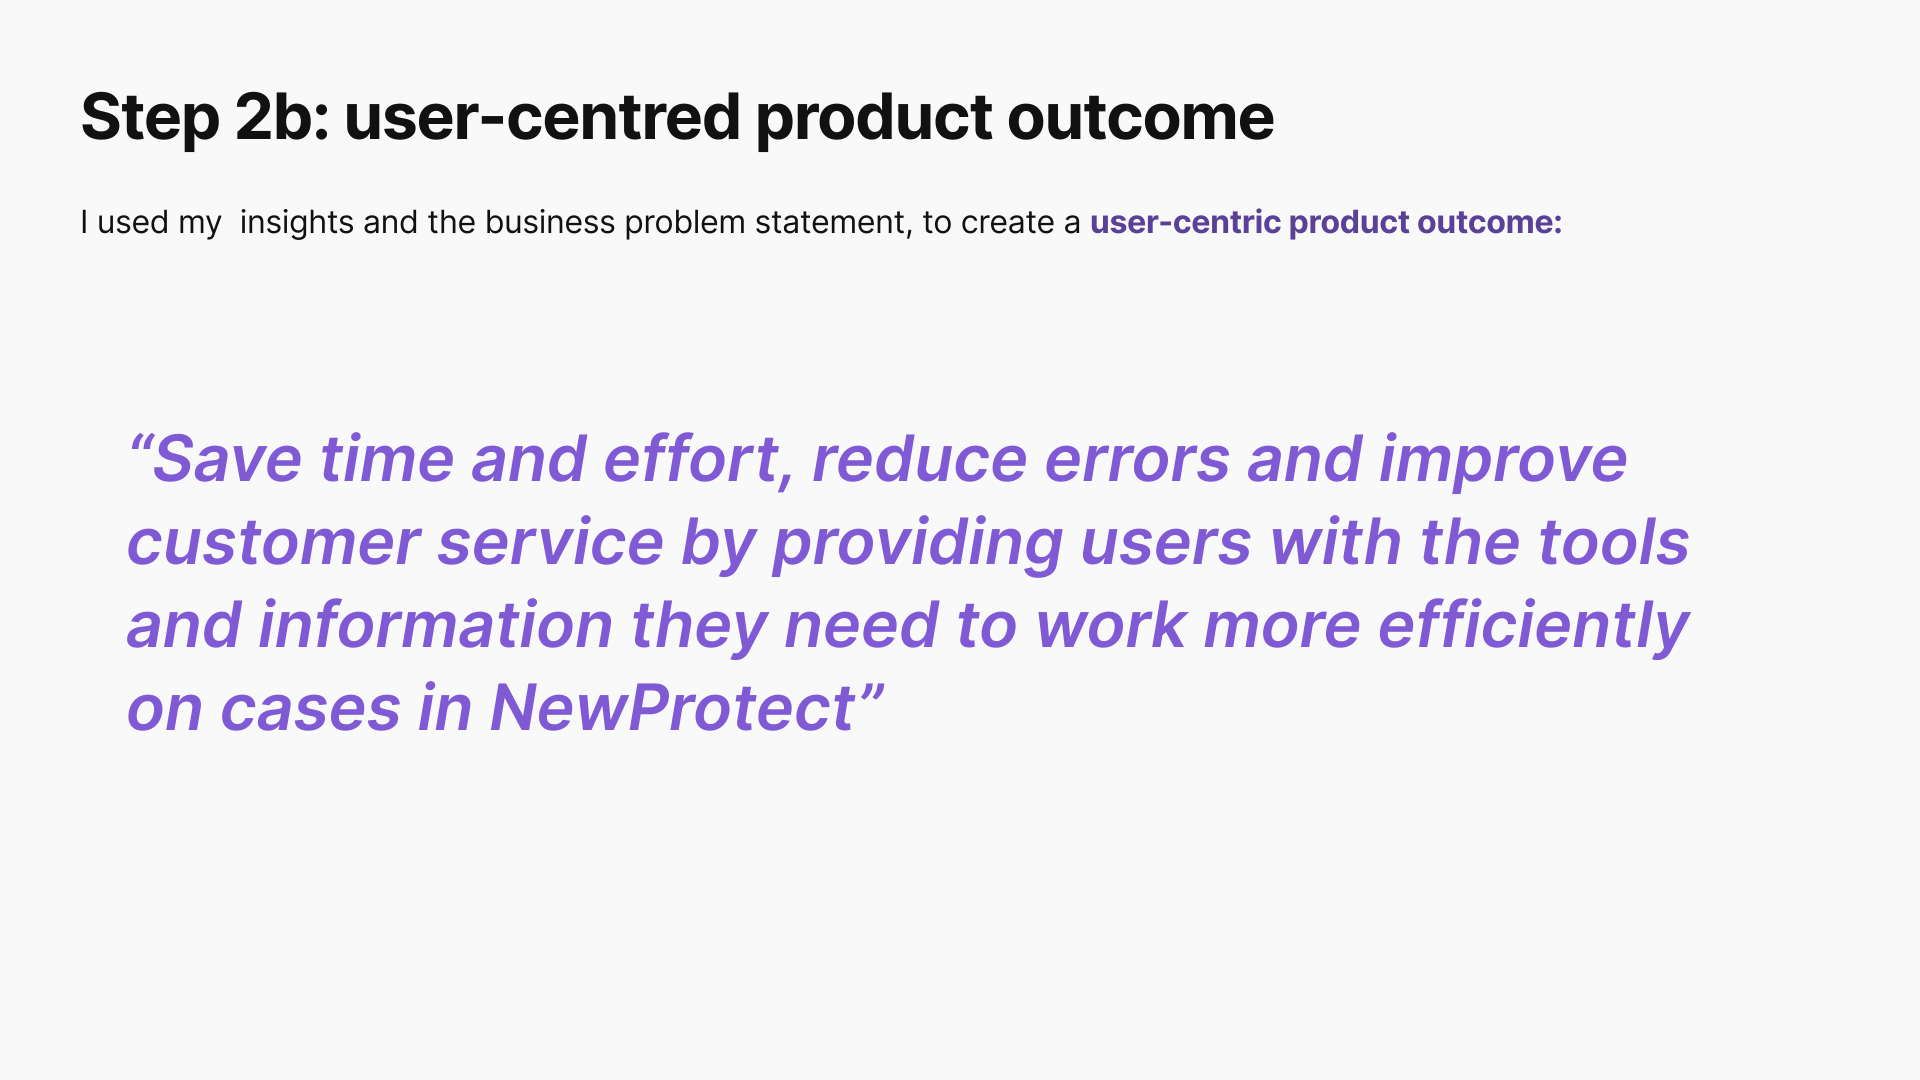 Step 2b: user-centred product outcome
I used my  insights and the business problem statement, to create a user-centric product outcome:
“Save time and effort, reduce errors and improve
customer service by providing users with the tools
and information they need to work more efficiently
on cases in NewProtect”